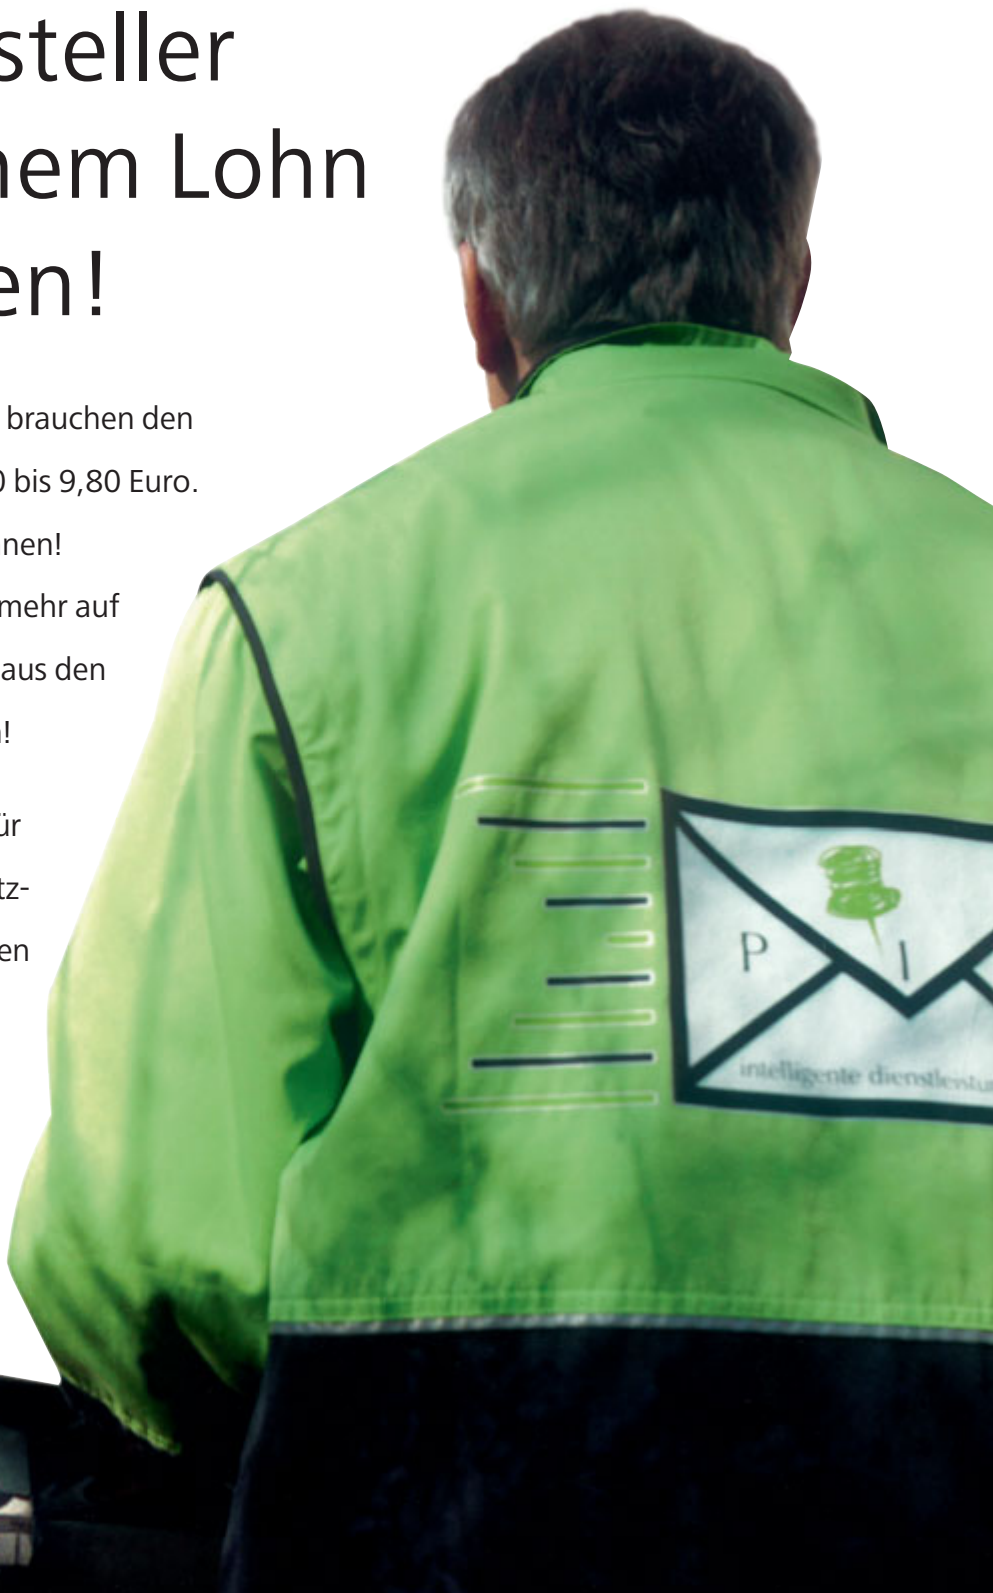 steller
nem Lohn
en!
brauchen den
0 bis 9,80 Euro.
nen!
mehr auf
aus den
!
ür
tz-
en
P I
intelligente dienstleistu